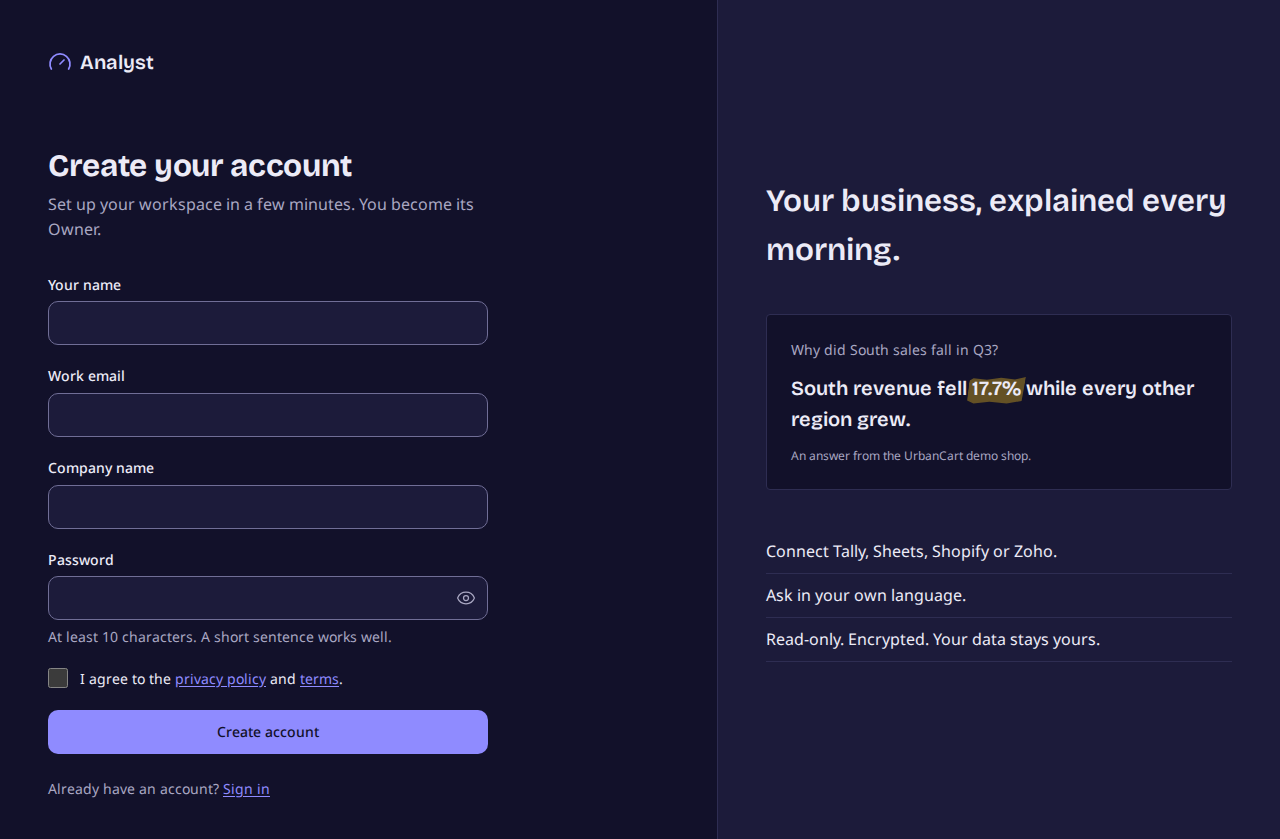 Analyst
Create your account
Set up your workspace in a few minutes. You become its
Owner.
Your name
Work email
Company name
Password
At least 10 characters. A short sentence works well.
I agree to the privacy policy and terms.
Create account
Already have an account? Sign in
Your business, explained every
morning.
Why did South sales fall in Q3?
South revenue fell 17.7% while every other
region grew.
An answer from the UrbanCart demo shop.
Connect Tally, Sheets, Shopify or Zoho.
Ask in your own language.
Read-only. Encrypted. Your data stays yours.